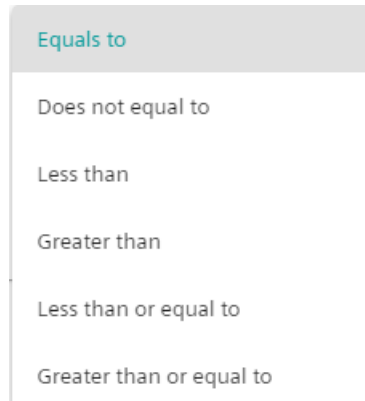 Equals to
Does not equal to
Less than
Greater than
Less than or equal to
Greater than or equal to